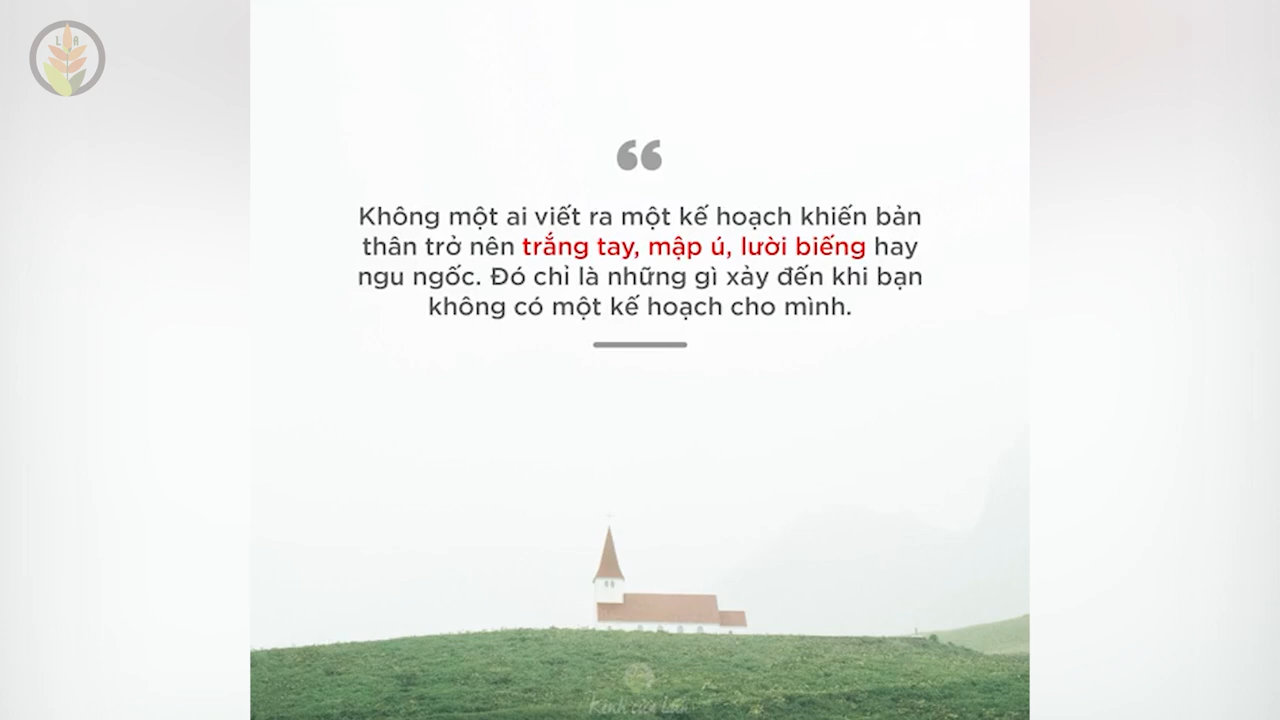 L A
“
Không một ai viết ra một kế hoạch khiến bản
thân trở nên trắng tay, mập ú, lười biếng hay
ngu ngốc. Đó chỉ là những gì xảy đến khi bạn
không có một kế hoạch cho mình.